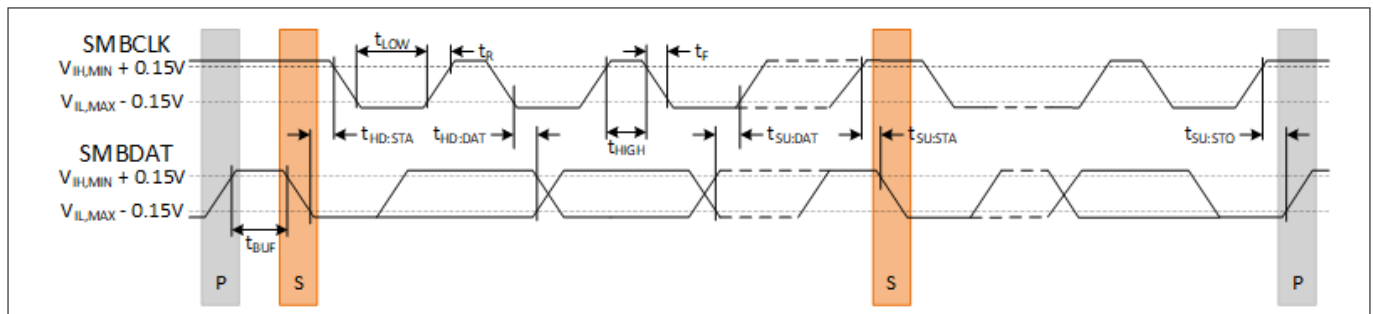 SMBCLK
tLOW
tR
tF
VIH,MIN + 0.15V
VIL,MAX - 0.15V
tHD:STA
tHD:DAT
tHIGH
tSU:DAT
tSU:STA
tSU:STO
SMBDAT
VIH,MIN + 0.15V
VIL,MAX - 0.15V
tBUF
P
S
S
P